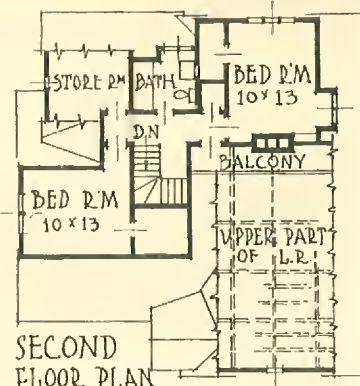 STORE RM
BATH
BED R'M
10 x 13
D.N
BALCONY
BED R'M
10 x 13
UPPER PART
OF L.R.
SECOND
FLOOR PLAN